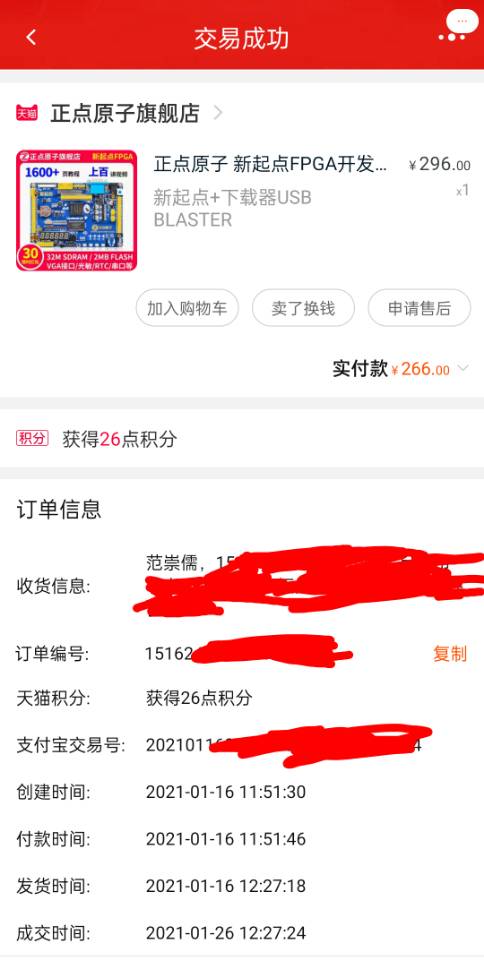 交易成功
天猫 正点原子旗舰店
正点原子旗舰店 新起点FPGA
1600+ 页教程 上百 讲视频
30
32M SDRAM / 2MB FLASH
VGA接口/光敏/RTC/串口等
正点原子 新起点FPGA开发... ¥296.00
新起点+下载器USB x1
BLASTER
加入购物车 卖了换钱 申请售后
实付款 ¥266.00
积分 获得26点积分
订单信息
收货信息: 范崇儒，15
订单编号: 15162 复制
天猫积分: 获得26点积分
支付宝交易号: 202101166 4
创建时间: 2021-01-16 11:51:30
付款时间: 2021-01-16 11:51:46
发货时间: 2021-01-16 12:27:18
成交时间: 2021-01-26 12:27:24